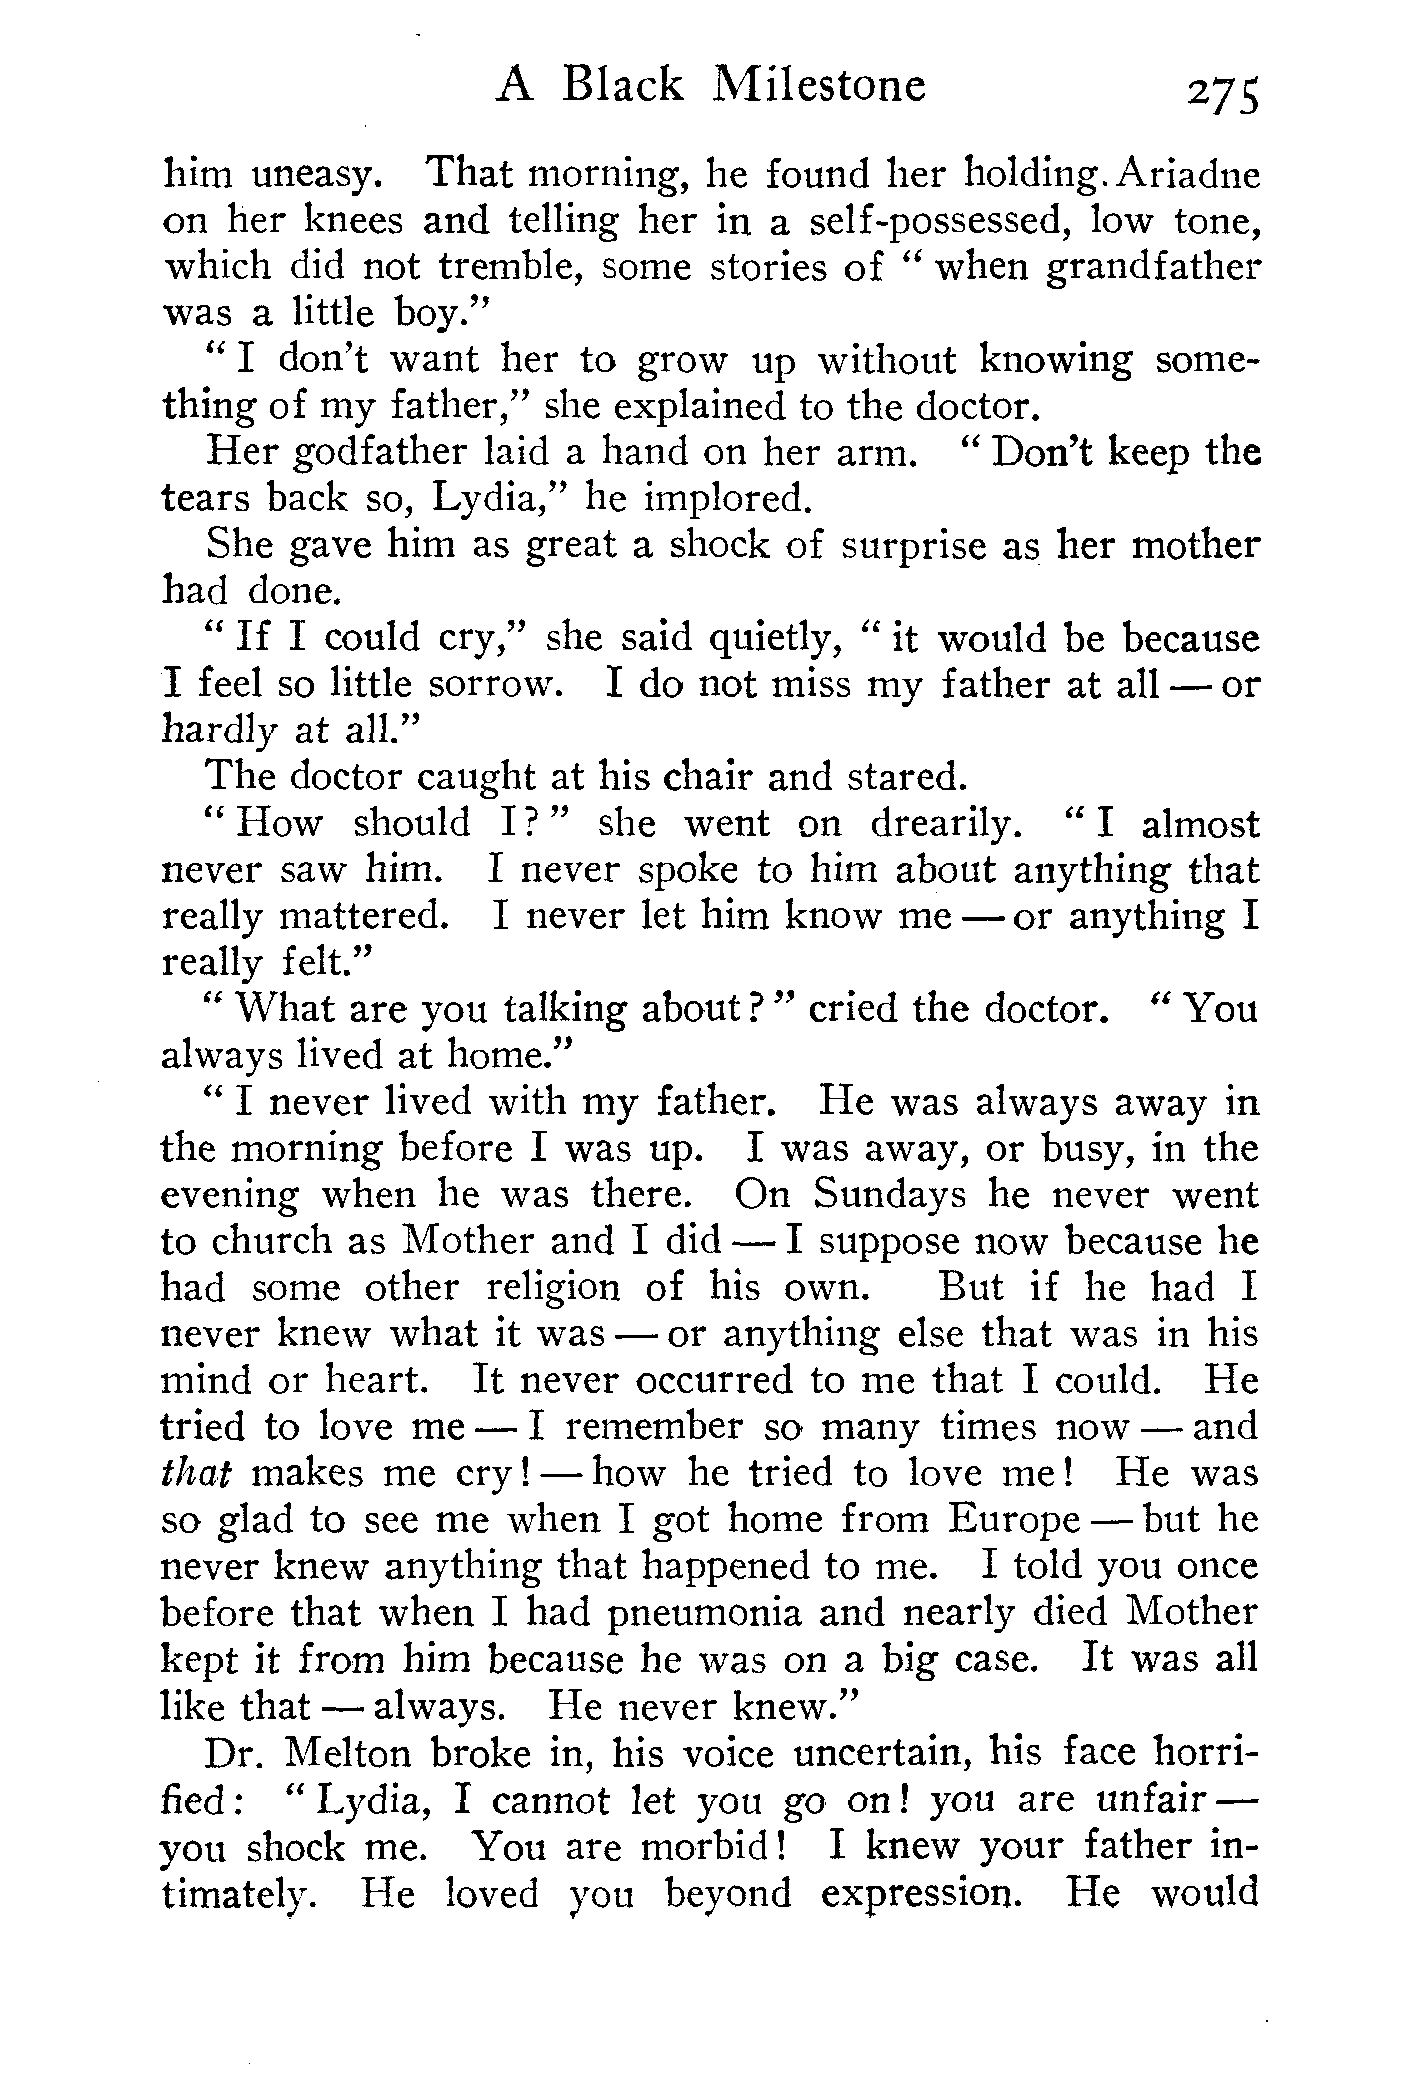 A Black Milestone 275
him uneasy. That morning, he found her holding. Ariadne
on her knees and telling her in a self-possessed, low tone,
which did not tremble, some stories of " when grandfather
was a little boy."
" I don't want her to grow up without knowing some-
thing of my father," she explained to the doctor.
Her godfather laid a hand on her arm. " Don't keep the
tears back so, Lydia," he implored.
She gave him as great a shock of surprise as her mother
had done.
" If I could cry," she said quietly, " it would be because
I feel so little sorrow. I do not miss my father at all — or
hardly at all."
The doctor caught at his chair and stared.
" How should I? " she went on drearily. " I almost
never saw him. I never spoke to him about anything that
really mattered. I never let him know me — or anything I
really felt."
" What are you talking about? " cried the doctor. " You
always lived at home."
" I never lived with my father. He was always away in
the morning before I was up. I was away, or busy, in the
evening when he was there. On Sundays he never went
to church as Mother and I did — I suppose now because he
had some other religion of his own. But if he had I
never knew what it was — or anything else that was in his
mind or heart. It never occurred to me that I could. He
tried to love me — I remember so many times now — and
that makes me cry! — how he tried to love me! He was
so glad to see me when I got home from Europe — but he
never knew anything that happened to me. I told you once
before that when I had pneumonia and nearly died Mother
kept it from him because he was on a big case. It was all
like that — always. He never knew."
Dr. Melton broke in, his voice uncertain, his face horri-
fied: " Lydia, I cannot let you go on! you are unfair —
you shock me. You are morbid! I knew your father in-
timately. He loved you beyond expression. He would